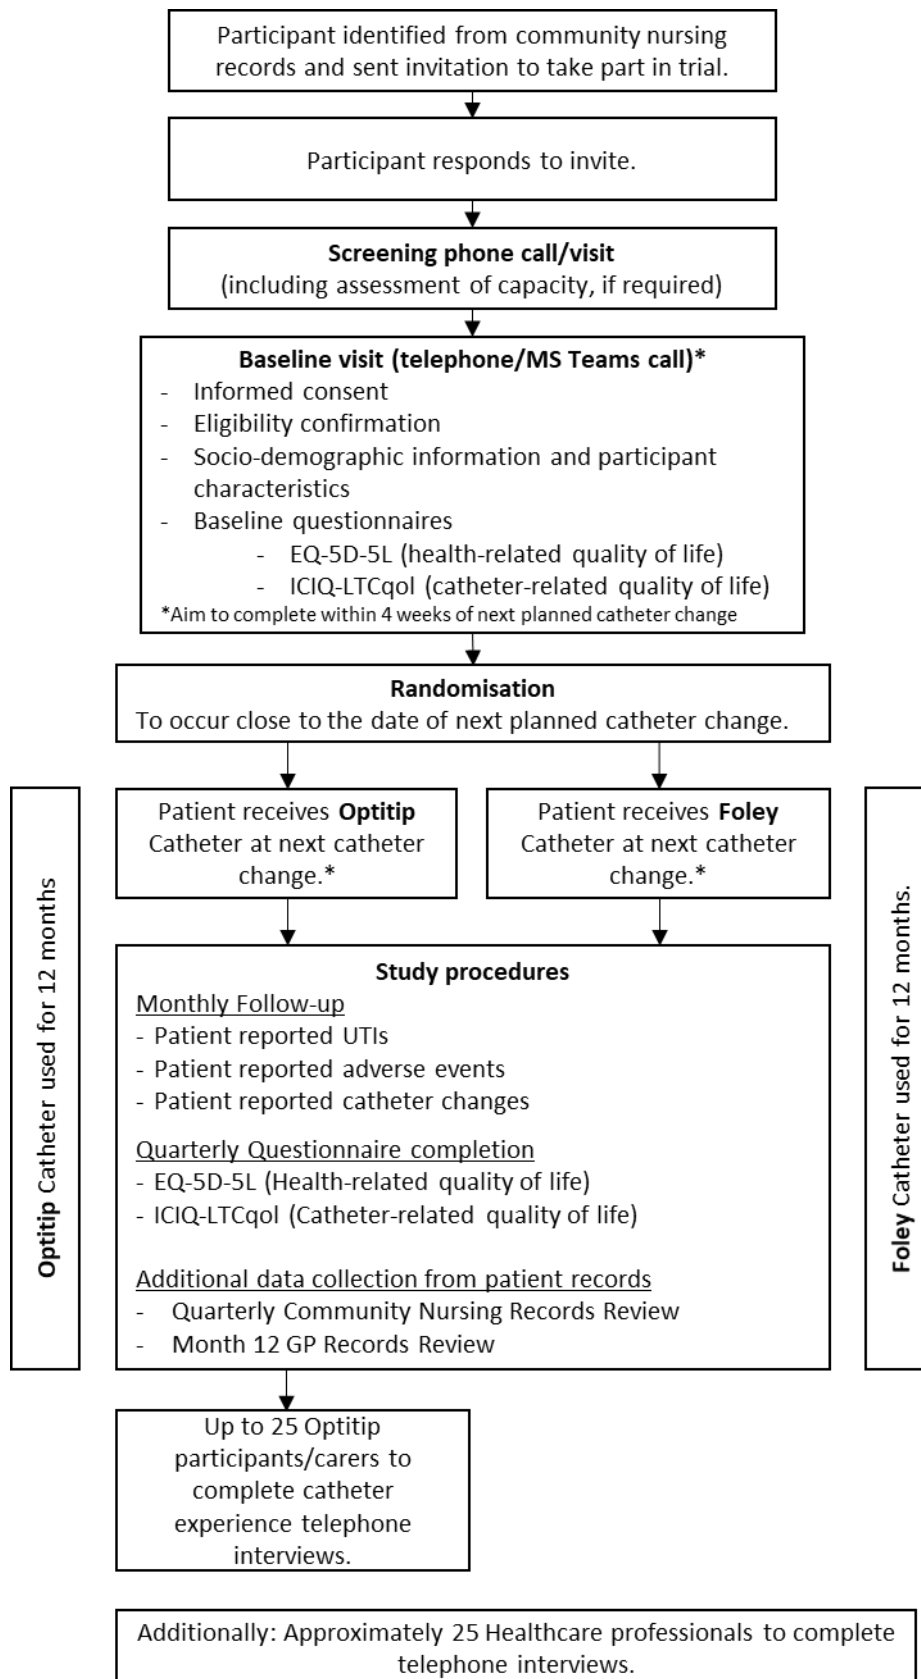 Participant identified from community nursing
records and sent invitation to take part in trial.
Participant responds to invite.
Screening phone call/visit
(including assessment of capacity, if required)
Baseline visit (telephone/MS Teams call)*
- Informed consent
- Eligibility confirmation
- Socio-demographic information and participant
characteristics
- Baseline questionnaires
- EQ-5D-5L (health-related quality of life)
- ICIQ-LTCqol (catheter-related quality of life)
*Aim to complete within 4 weeks of next planned catheter change
Randomisation
To occur close to the date of next planned catheter change.
Optitip Catheter used for 12 months
Patient receives Optitip
Catheter at next catheter
change.*
Patient receives Foley
Catheter at next catheter
change.*
Foley Catheter used for 12 months.
Study procedures
Monthly Follow-up
- Patient reported UTIs
- Patient reported adverse events
- Patient reported catheter changes
Quarterly Questionnaire completion
- EQ-5D-5L (Health-related quality of life)
- ICIQ-LTCqol (Catheter-related quality of life)
Additional data collection from patient records
- Quarterly Community Nursing Records Review
- Month 12 GP Records Review
Up to 25 Optitip
participants/carers to
complete catheter
experience telephone
interviews.
Additionally: Approximately 25 Healthcare professionals to complete
telephone interviews.